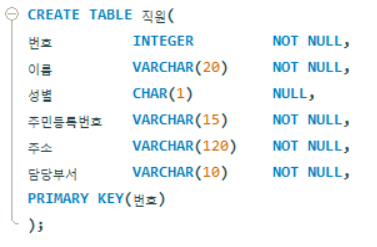 CREATE TABLE 직원(
번호 INTEGER NOT NULL,
이름 VARCHAR(20) NOT NULL,
성별 CHAR(1) NULL,
주민등록번호 VARCHAR(15) NOT NULL,
주소 VARCHAR(120) NOT NULL,
담당부서 VARCHAR(10) NOT NULL,
PRIMARY KEY(번호)
);